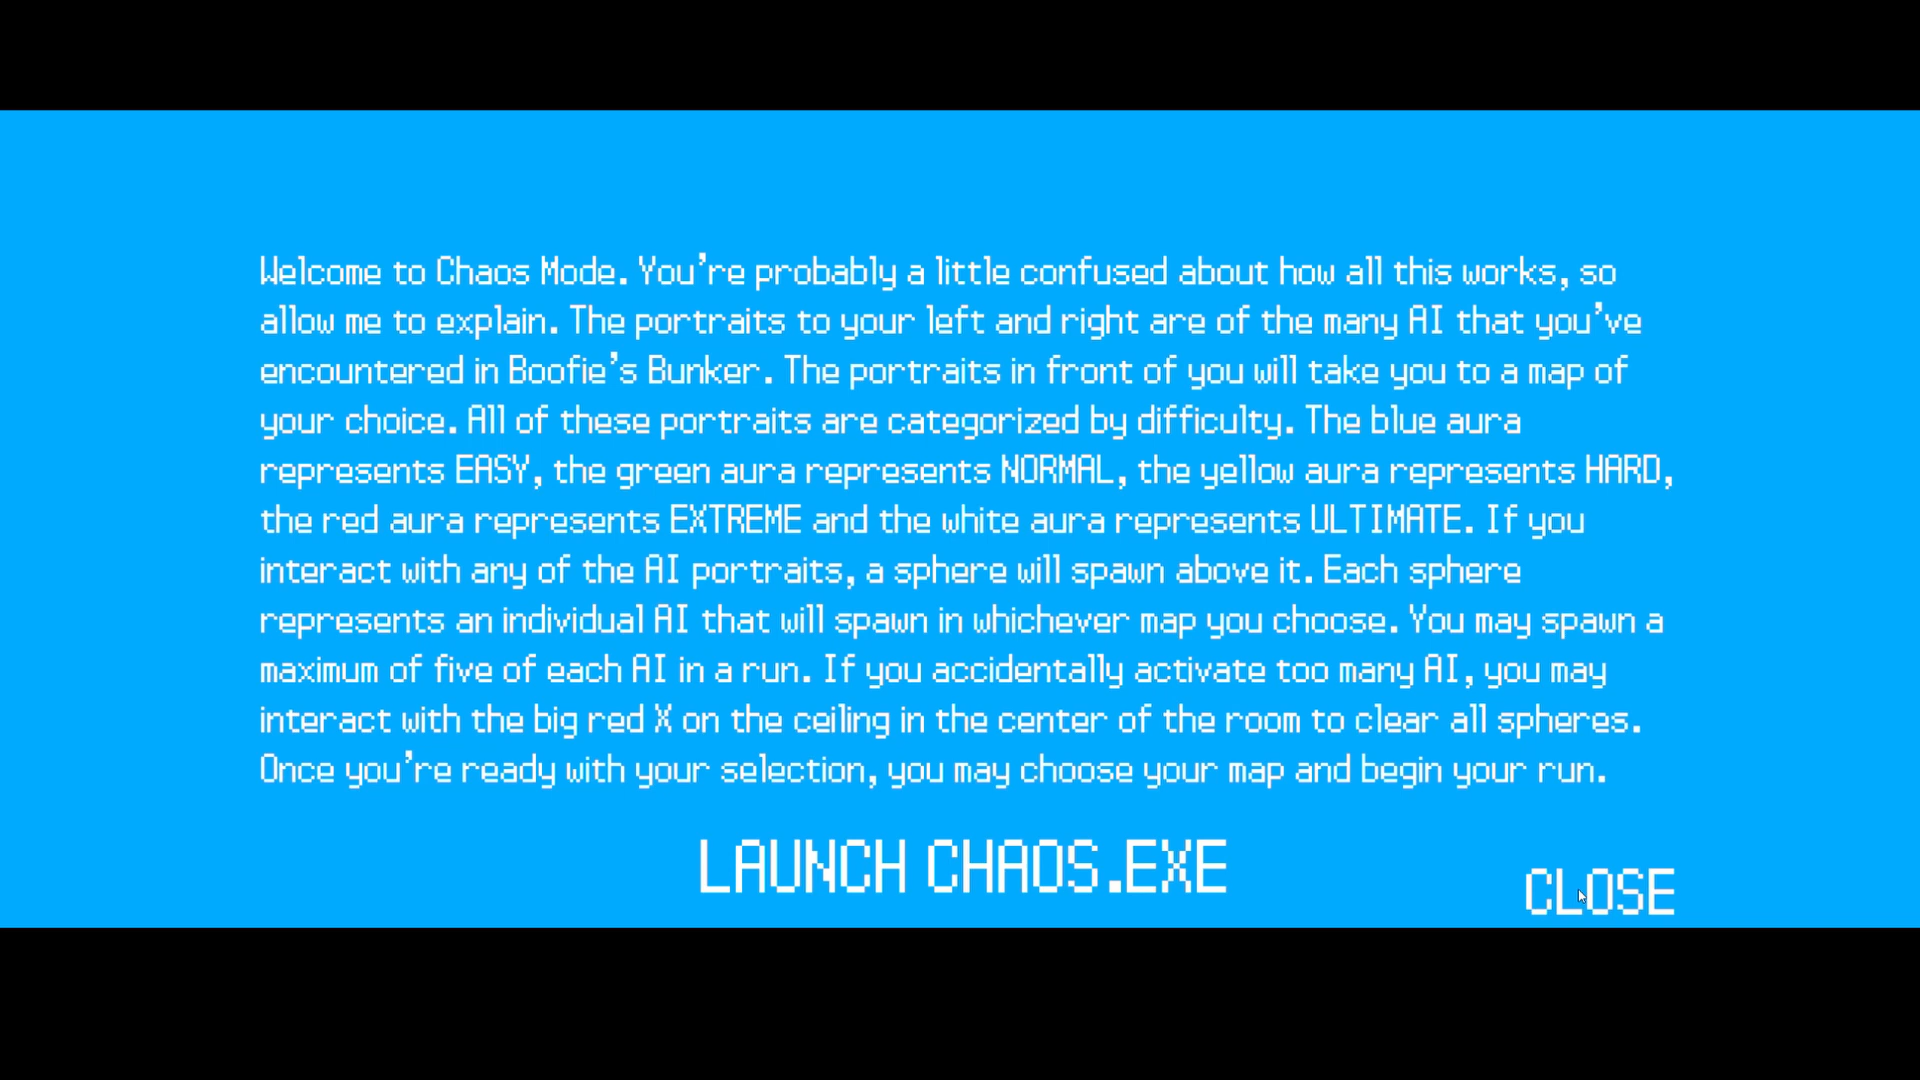 Welcome to Chaos Mode. You're probably a little confused about how all this works, so
allow me to explain. The portraits to your left and right are of the many AI that you've
encountered in Boofie's Bunker. The portraits in front of you will take you to a map of
your choice. All of these portraits are categorized by difficulty. The blue aura
represents EASY, the green aura represents NORMAL, the yellow aura represents HARD,
the red aura represents EXTREME and the white aura represents ULTIMATE. If you
interact with any of the AI portraits, a sphere will spawn above it. Each sphere
represents an individual AI that will spawn in whichever map you choose. You may spawn a
maximum of five of each AI in a run. If you accidentally activate too many AI, you may
interact with the big red X on the ceiling in the center of the room to clear all spheres.
Once you're ready with your selection, you may choose your map and begin your run.
LAUNCH CHAOS.EXE
CLOSE